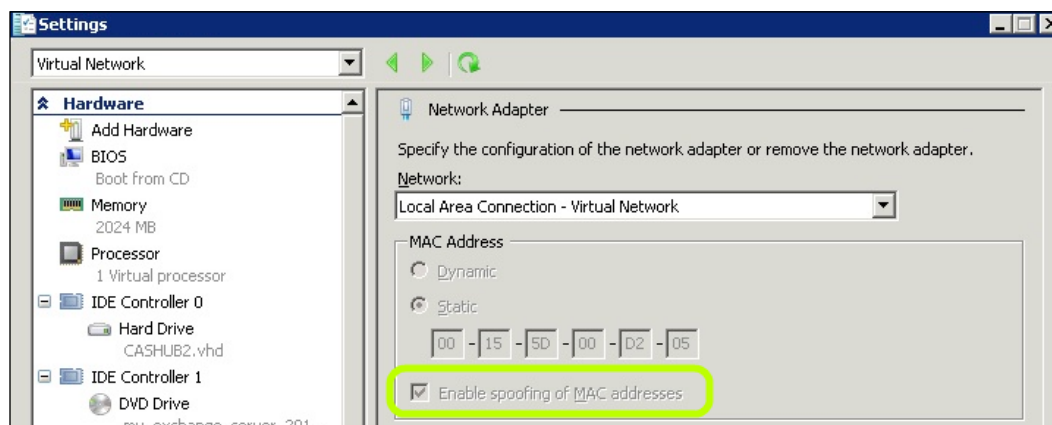 Settings
Virtual Network
Hardware
Add Hardware
BIOS
Boot from CD
Memory
2024 MB
Processor
1 Virtual processor
IDE Controller 0
Hard Drive
CASHUB2.vhd
IDE Controller 1
DVD Drive
Network Adapter
Specify the configuration of the network adapter or remove the network adapter.
Network:
Local Area Connection - Virtual Network
MAC Address
Dynamic
Static
00 - 15 - 5D - 00 - D2 - 05
Enable spoofing of MAC addresses